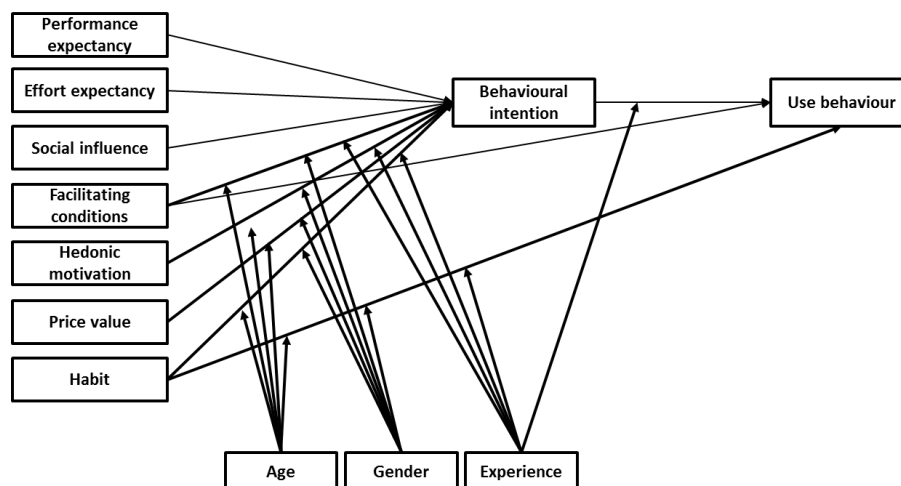 Performance
expectancy
Effort expectancy
Social influence
Facilitating
conditions
Hedonic
motivation
Price value
Habit
Behavioural
intention
Use behaviour
Age
Gender
Experience